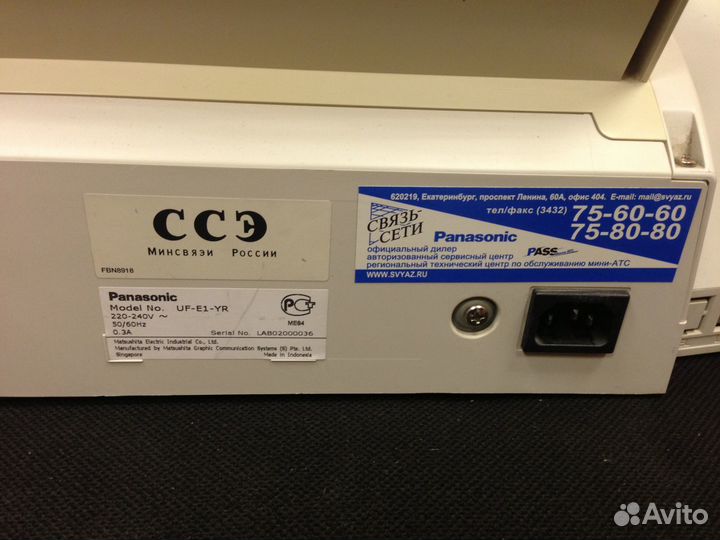 ССЭ
Минсвязи России
FBN8918
Panasonic
Model No. UF-E1-YR
220-240V ~
50/60Hz
0.3A
Serial No. LAB02000036
РСТ
ME64
Matsushita Electric Industrial Co., Ltd.
Manufactured by Matsushita Graphic Communication Systems (S) Pte. Ltd.
Singapore Made in Indonesia
620219, Екатеринбург, проспект Ленина, 60А, офис 404. E-mail: mail@svyaz.ru
тел/факс (3432) 75-60-60
75-80-80
СВЯЗЬ-
СЕТИ
Panasonic
официальный дилер
авторизованный сервисный центр
PASS
региональный технический центр по обслуживанию мини-АТС
WWW.SVYAZ.RU
Avito